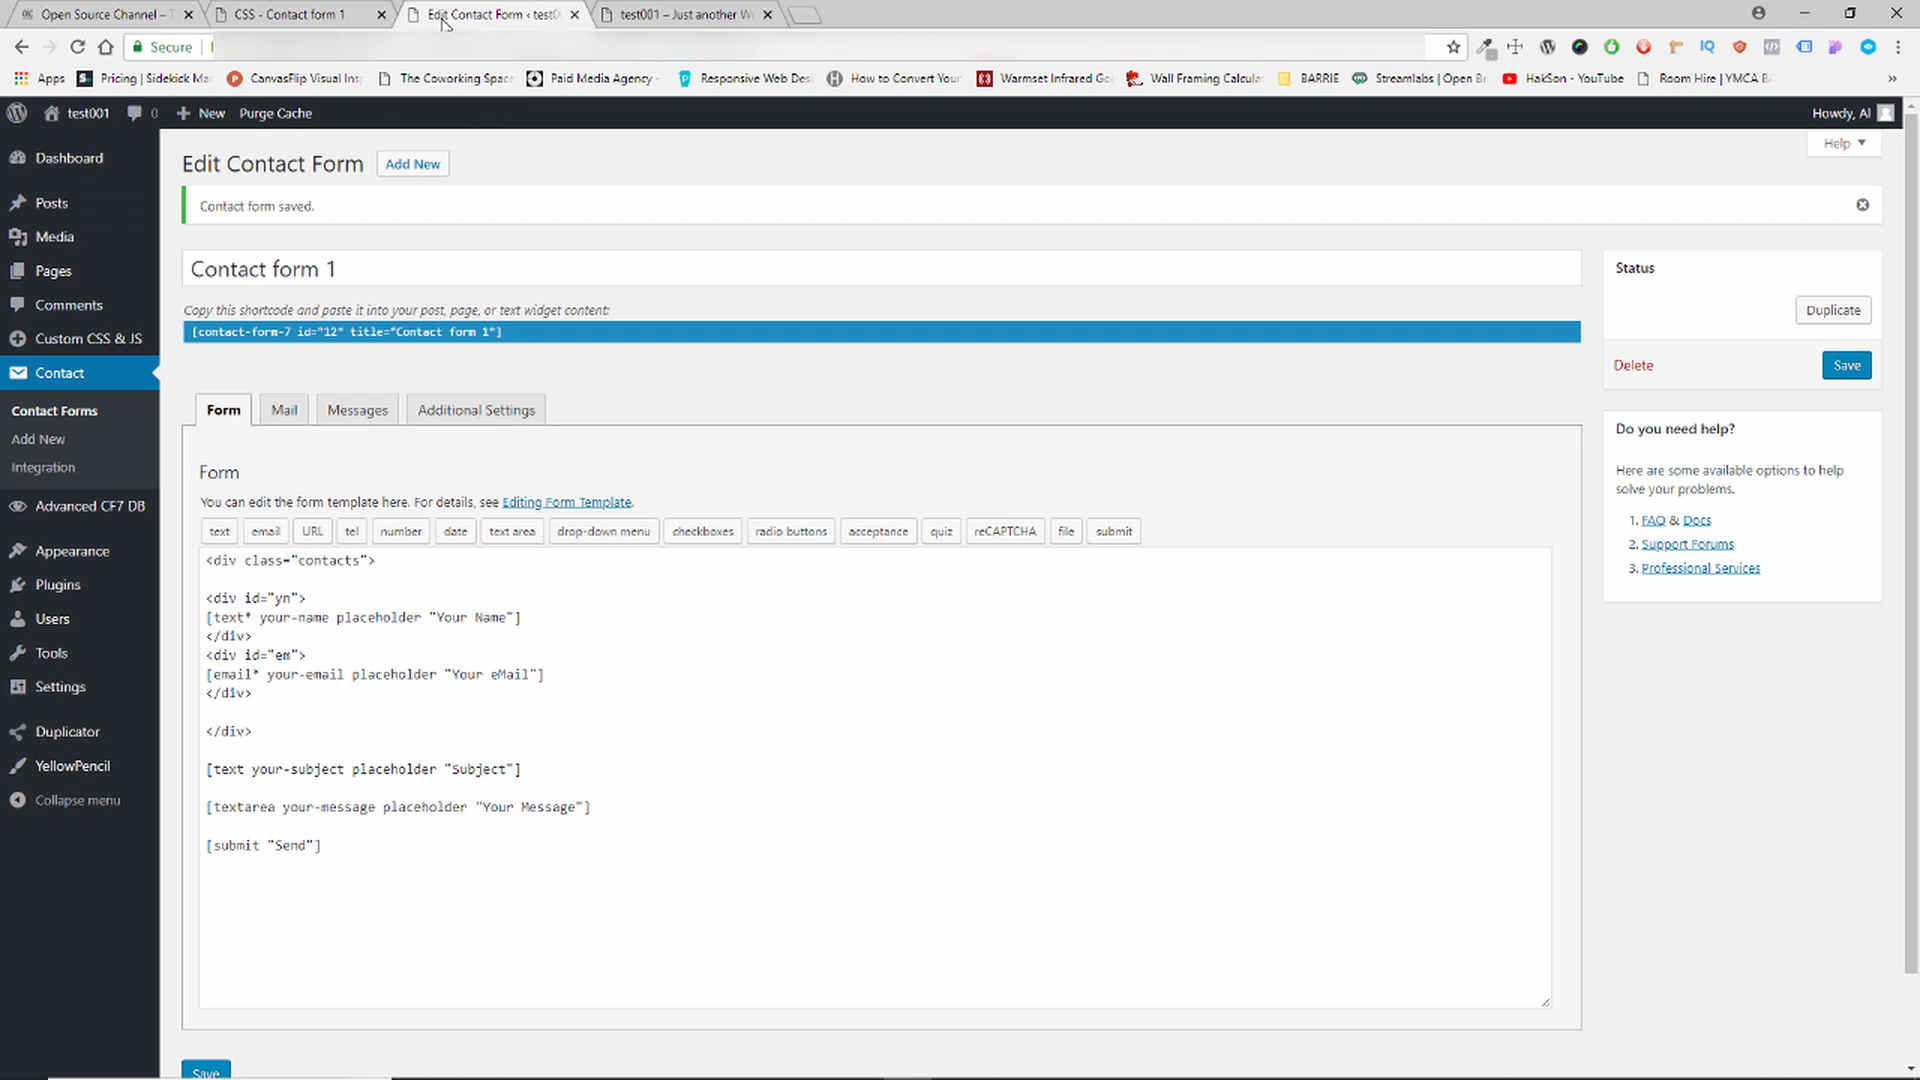 Open Source Channel – T
CSS - Contact form 1
Edit Contact Form ‹ test0
test001 – Just another W
Secure
Apps
Pricing | Sidekick Mar
CanvasFlip Visual Ins
The Coworking Space
Paid Media Agency -
Responsive Web Des
How to Convert Your
Warmset Infrared Go
Wall Framing Calcula
BARRIE
Streamlabs | Open Br
HakSon - YouTube
Room Hire | YMCA Ba
»
test001
0
New
Purge Cache
Howdy, Al
Help
Dashboard
Posts
Media
Pages
Comments
Custom CSS & JS
Contact
Contact Forms
Add New
Integration
Advanced CF7 DB
Appearance
Plugins
Users
Tools
Settings
Duplicator
YellowPencil
Collapse menu
Edit Contact Form
Add New
Contact form saved.
Contact form 1
Copy this shortcode and paste it into your post, page, or text widget content:
[contact-form-7 id="12" title="Contact form 1"]
Form
Mail
Messages
Additional Settings
Form
You can edit the form template here. For details, see Editing Form Template.
text
email
URL
tel
number
date
text area
drop-down menu
checkboxes
radio buttons
acceptance
quiz
reCAPTCHA
file
submit
<div class="contacts">
<div id="yn">
[text* your-name placeholder "Your Name"]
</div>
<div id="em">
[email* your-email placeholder "Your eMail"]
</div>
</div>
[text your-subject placeholder "Subject"]
[textarea your-message placeholder "Your Message"]
[submit "Send"]
Save
Status
Duplicate
Delete
Save
Do you need help?
Here are some available options to help
solve your problems.
1. FAQ & Docs
2. Support Forums
3. Professional Services